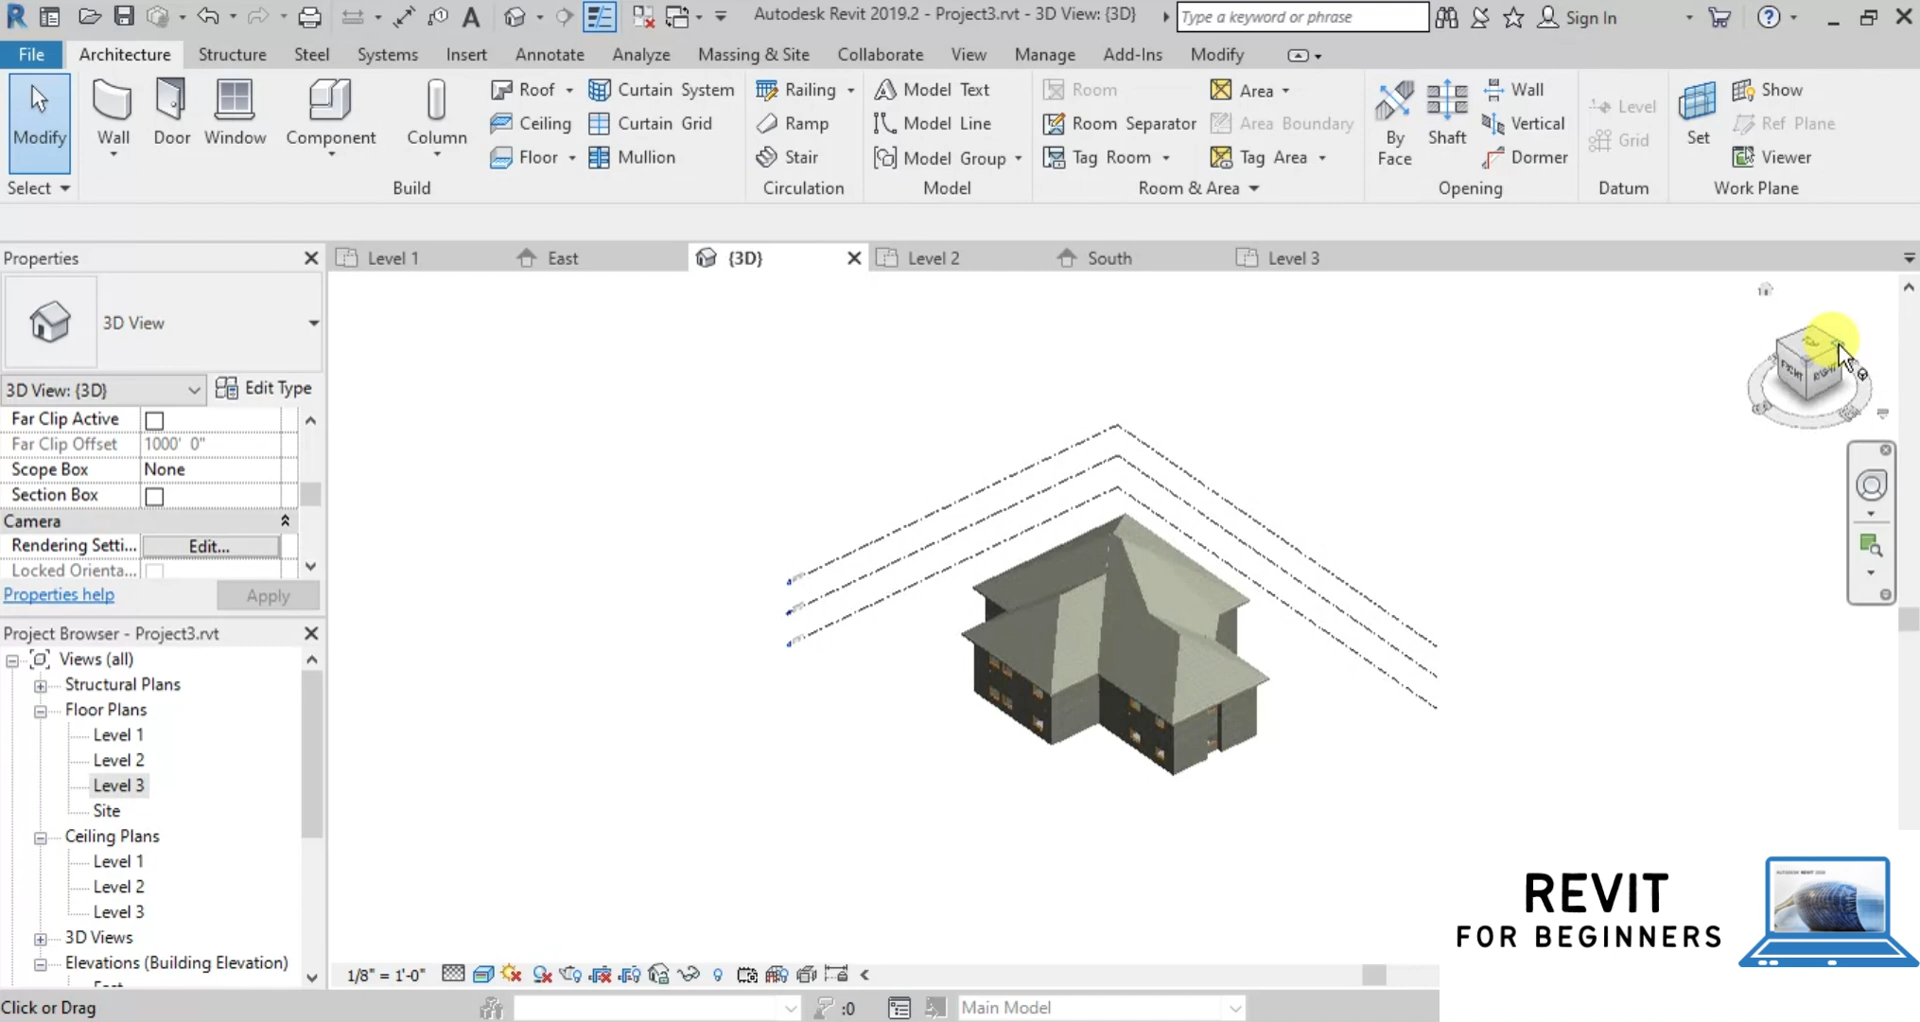 Autodesk Revit 2019.2 - Project3.rvt - 3D View: {3D}
Type a keyword or phrase
Sign In
File Architecture Structure Steel Systems Insert Annotate Analyze Massing & Site Collaborate View Manage Add-Ins Modify
Modify
Wall
Door
Window
Component
Column
Roof
Ceiling
Floor
Curtain System
Curtain Grid
Mullion
Railing
Ramp
Stair
Model Text
Model Line
Model Group
Room
Room Separator
Tag Room
Area
Area Boundary
Tag Area
By
Face
Shaft
Wall
Vertical
Dormer
Level
Grid
Set
Show
Ref Plane
Viewer
Select
Build
Circulation
Model
Room & Area
Opening
Datum
Work Plane
Properties
Level 1
East
{3D}
Level 2
South
Level 3
3D View
3D View: {3D}
Edit Type
Far Clip Active
Far Clip Offset 1000' 0"
Scope Box None
Section Box
Camera
Rendering Setti... Edit...
Locked Orienta...
Properties help
Apply
Project Browser - Project3.rvt
Views (all)
Structural Plans
Floor Plans
Level 1
Level 2
Level 3
Site
Ceiling Plans
Level 1
Level 2
Level 3
3D Views
Elevations (Building Elevation)
FRONT
RIGHT
REVIT
FOR BEGINNERS
1/8" = 1'-0"
Click or Drag
:0
Main Model